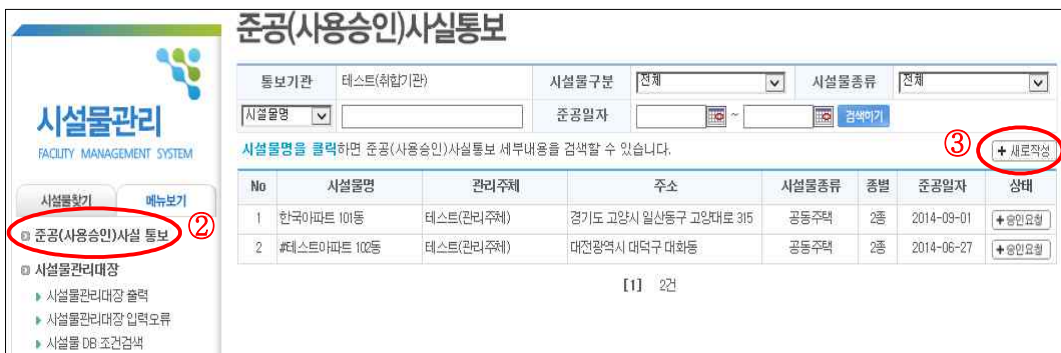 준공(사용승인)사실통보
통보기관 테스트(취합기관) 시설물구분 전체 시설물종류 전체
시설물명 준공일자 ~ 검색하기
시설물명을 클릭하면 준공(사용승인)사실통보 세부내용을 검색할 수 있습니다. ③ + 새로작성
No 시설물명 관리주체 주소 시설물종류 종별 준공일자 상태
1 한국아파트 101동 테스트(관리주체) 경기도 고양시 일산동구 고양대로 315 공동주택 2종 2014-09-01 +승인요청
2 #테스트아파트 102동 테스트(관리주체) 대전광역시 대덕구 대화동 공동주택 2종 2014-06-27 +승인요청
[1] 2건
시설물관리
FACILITY MANAGEMENT SYSTEM
시설물찾기 메뉴보기
준공(사용승인)사실 통보 ②
시설물관리대장
시설물관리대장 출력
시설물관리대장 입력오류
시설물 DB 조건검색